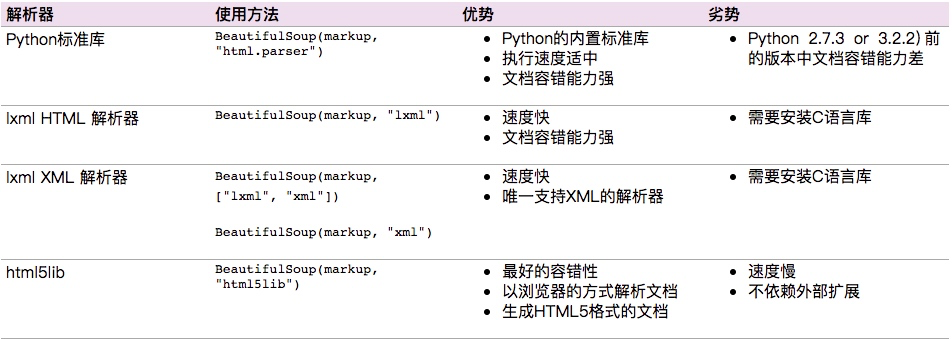 解析器 使用方法 优势 劣势
Python标准库 BeautifulSoup(markup, "html.parser")
• Python的内置标准库
• 执行速度适中
• 文档容错能力强
• Python 2.7.3 or 3.2.2)前
的版本中文档容错能力差
lxml HTML 解析器 BeautifulSoup(markup, "lxml")
• 速度快
• 文档容错能力强
• 需要安装C语言库
lxml XML 解析器 BeautifulSoup(markup,
["lxml", "xml"])
BeautifulSoup(markup, "xml")
• 速度快
• 唯一支持XML的解析器
• 需要安装C语言库
html5lib BeautifulSoup(markup,
"html5lib")
• 最好的容错性
• 以浏览器的方式解析文档
• 生成HTML5格式的文档
• 速度慢
• 不依赖外部扩展